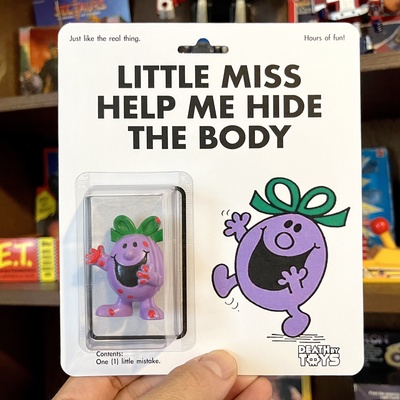 Just like the real thing.
Hours of fun!
LITTLE MISS
HELP ME HIDE
THE BODY
E.T.
DEATH BY
TOYS
Contents:
One (1) little mistake.